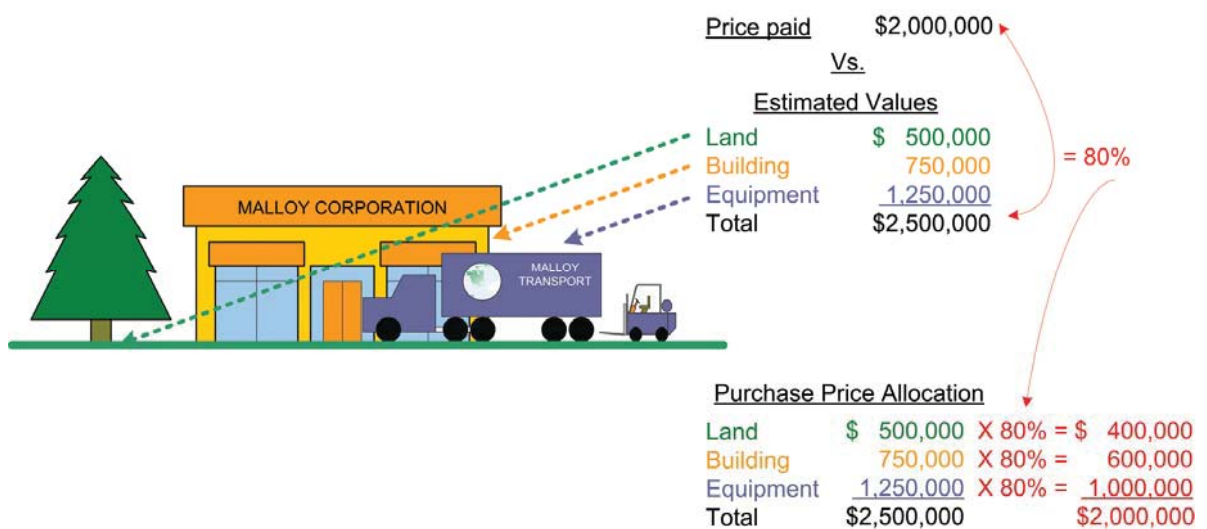 Price paid $2,000,000
Vs.
Estimated Values
Land $ 500,000
Building 750,000
= 80%
Equipment 1,250,000
Total $2,500,000
MALLOY CORPORATION
MALLOY
TRANSPORT
Purchase Price Allocation
Land $ 500,000 X 80% = $ 400,000
Building 750,000 X 80% = 600,000
Equipment 1,250,000 X 80% = 1,000,000
Total $2,500,000 $2,000,000